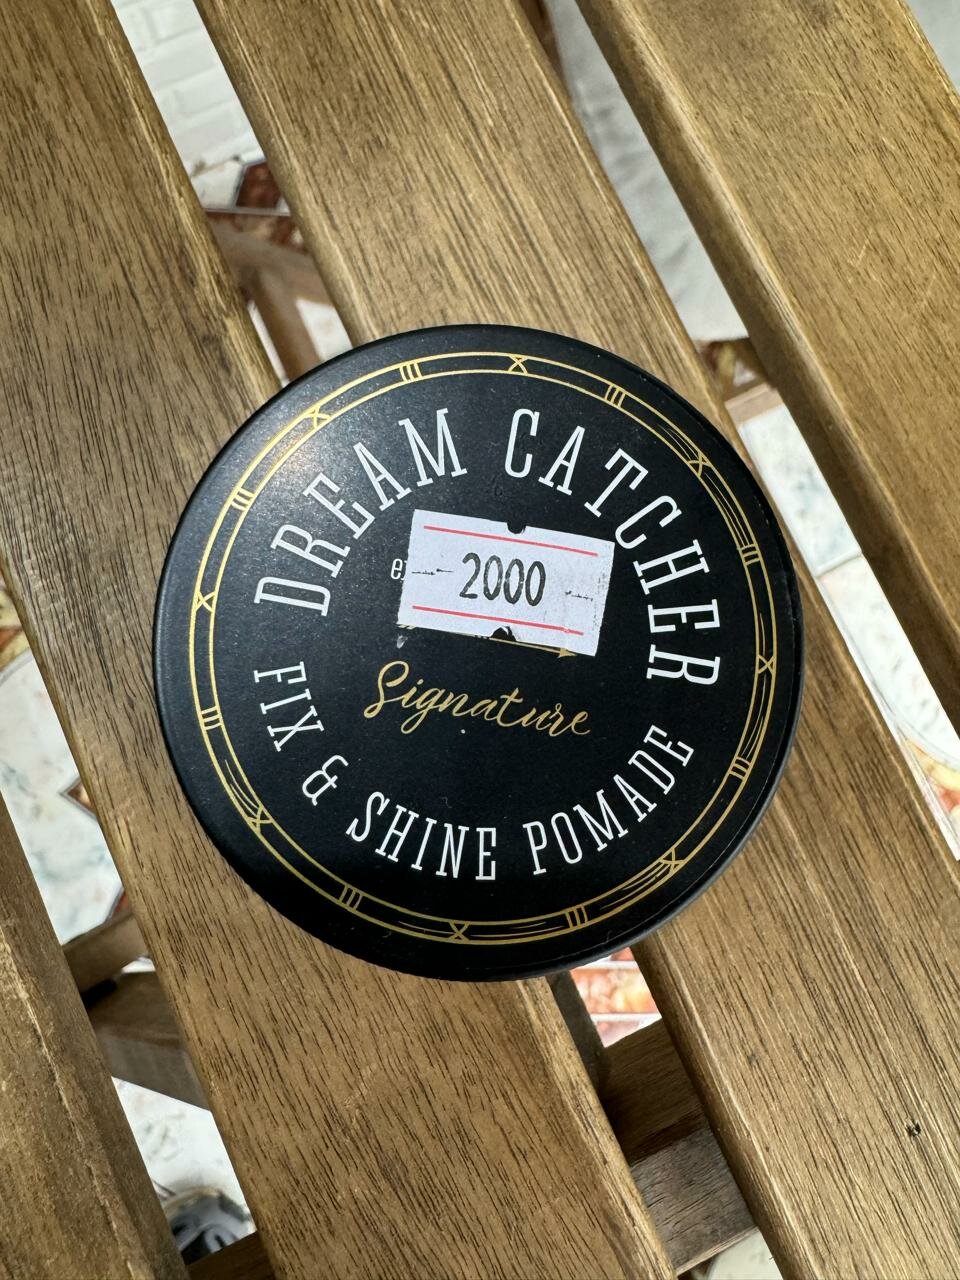 DREAM CATCHER
2000
Signature
FIX & SHINE POMADE